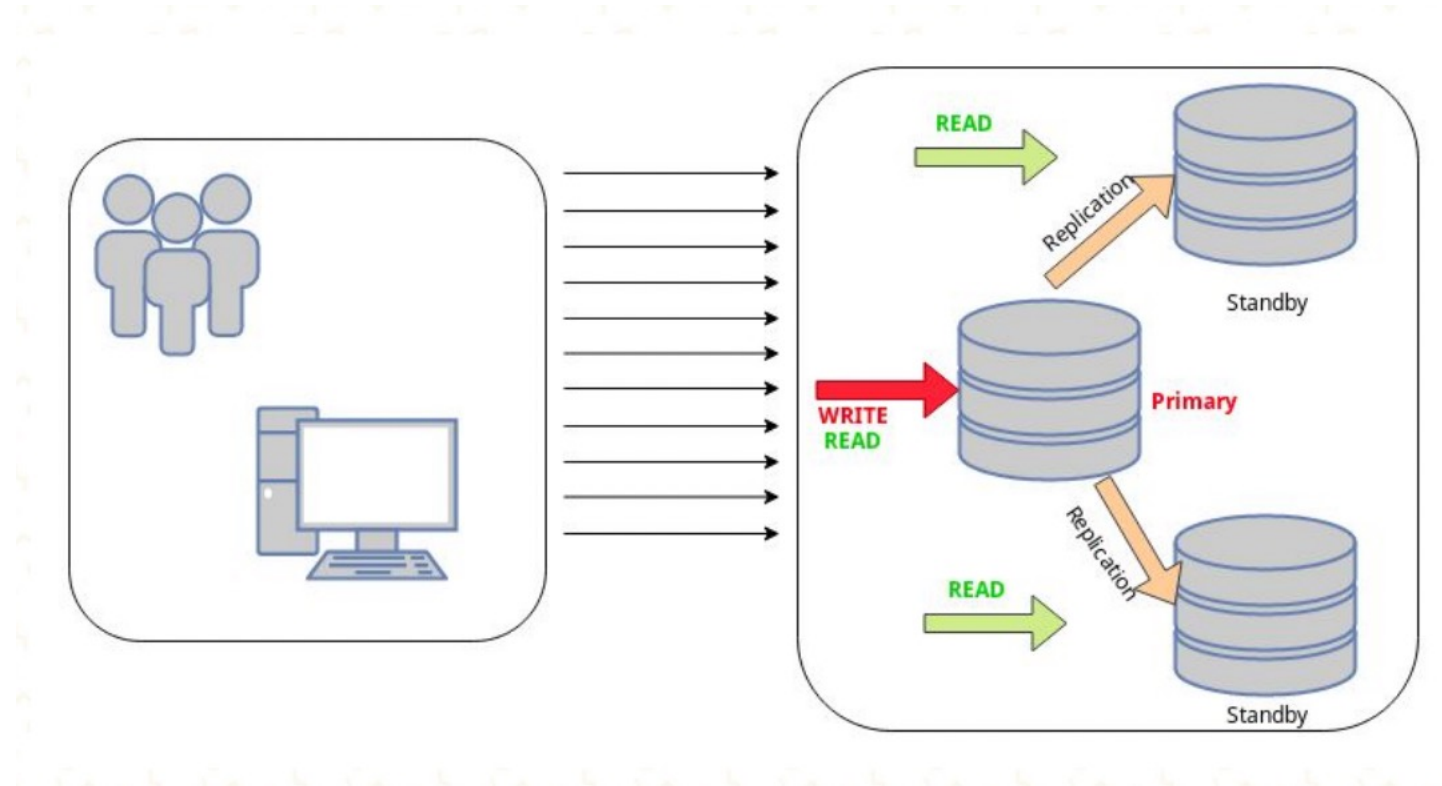 READ
Replication
Standby
WRITE
READ
Primary
Replication
READ
Standby